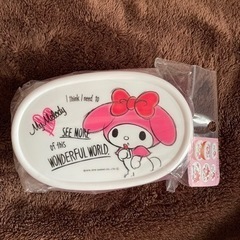 I think I need to
My Melody
SEE MORE
of this
WONDERFUL WORLD.